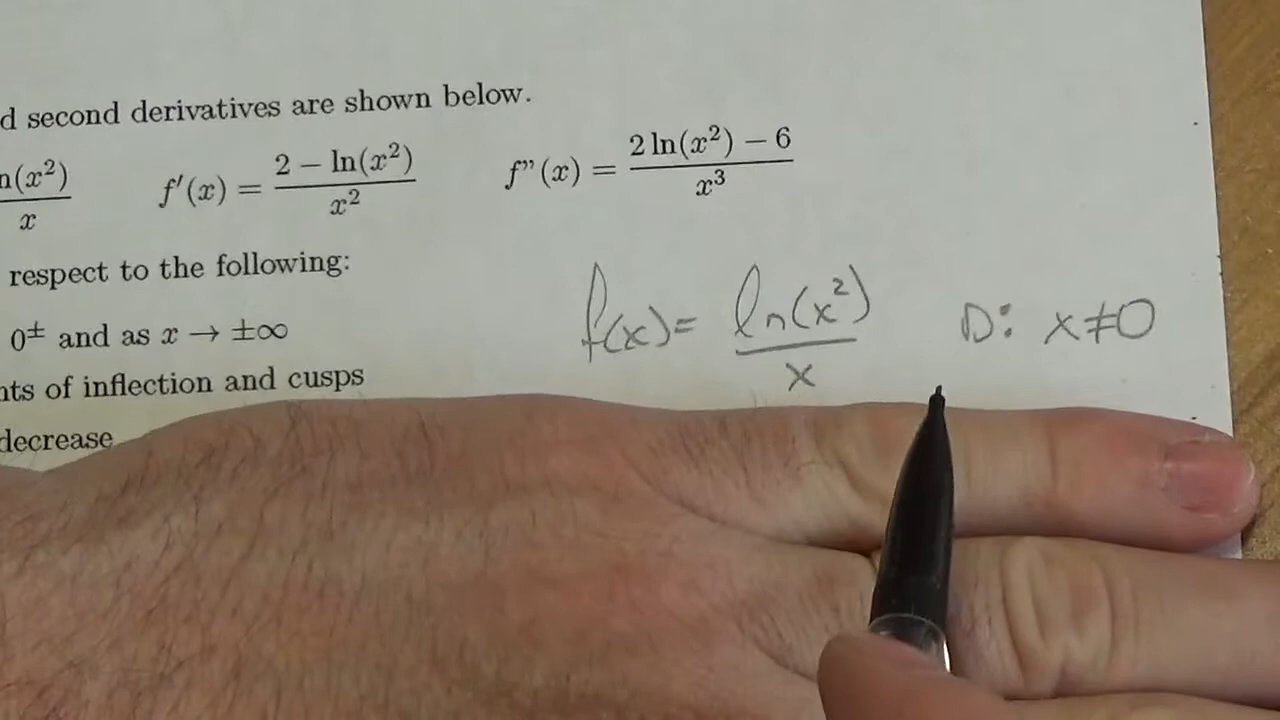 d second derivatives are shown below.
n(x²)/x f′(x) = (2 − ln(x²))/x² f”(x) = (2 ln(x²) − 6)/x³
respect to the following:
0± and as x → ±∞
f(x) = ln(x²)/x D: x≠0
nts of inflection and cusps
decrease